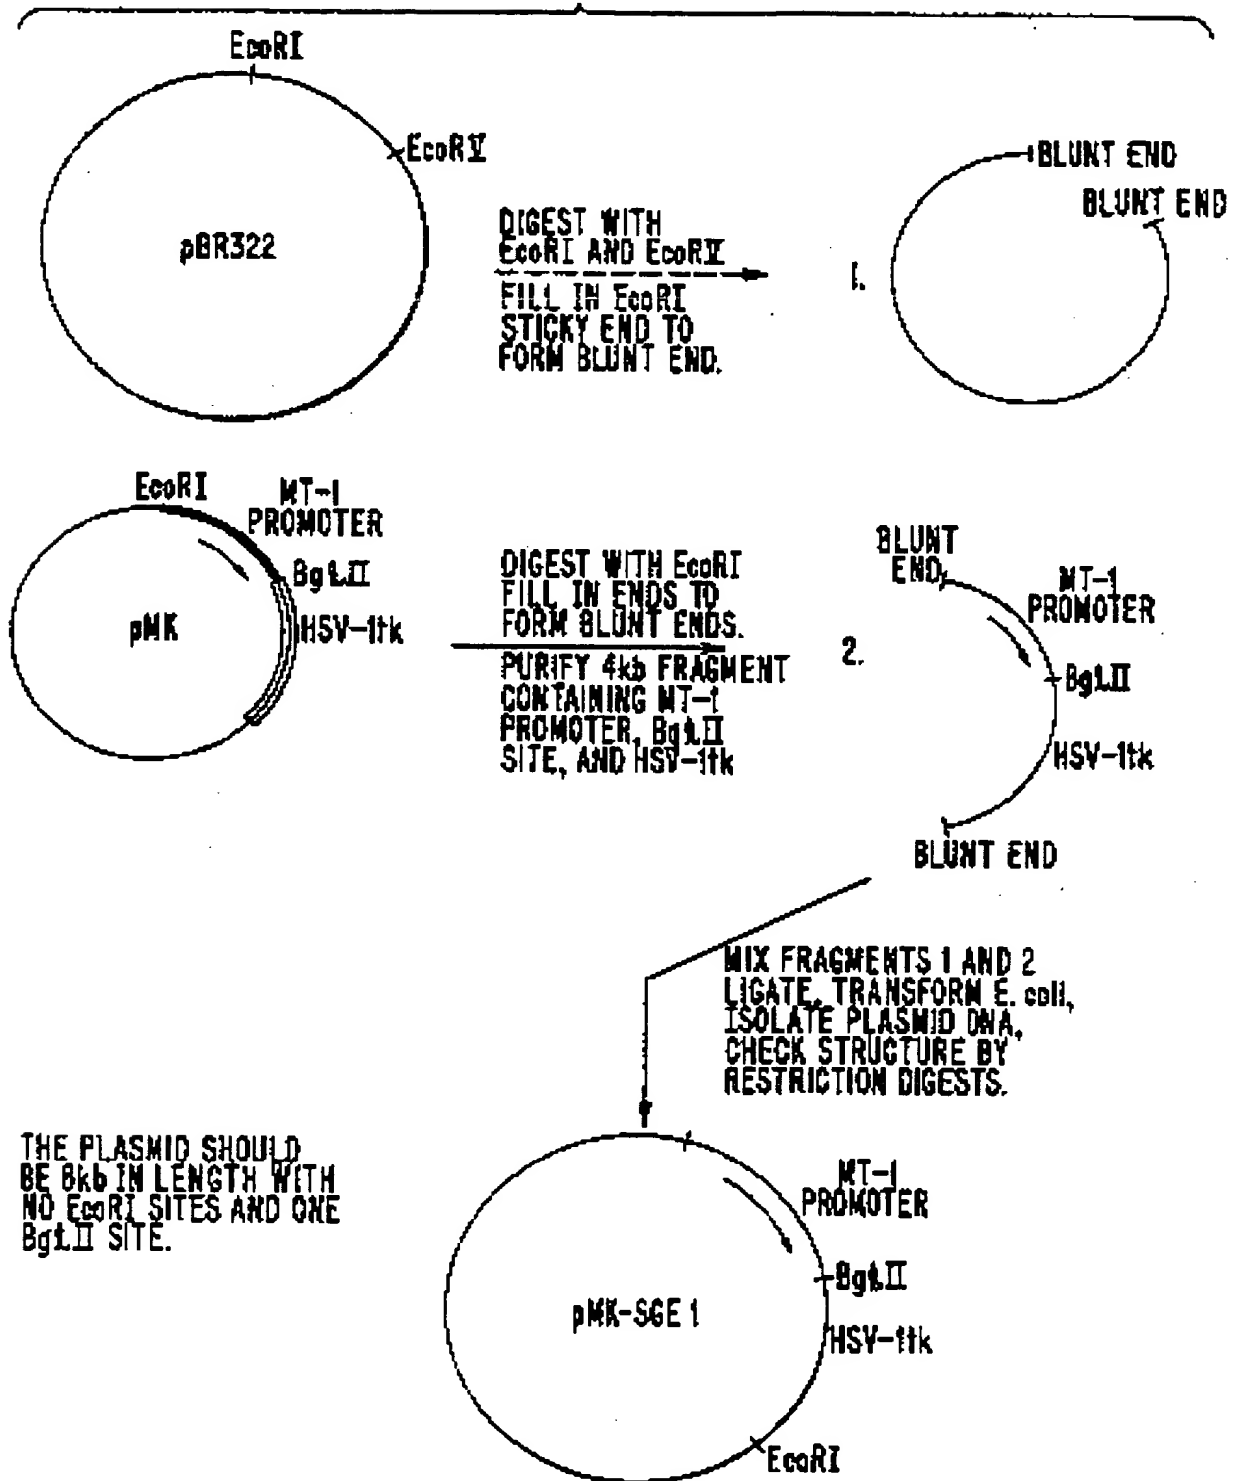 EcoRI
EcoRV
pBR322
DIGEST WITH
EcoRI AND EcoRV
FILL IN EcoRI
STICKY END TO
FORM BLUNT END.
1.
BLUNT END
BLUNT END
EcoRI
MT-1
PROMOTER
BglII
HSV-1tk
pMK
DIGEST WITH EcoRI
FILL IN ENDS TO
FORM BLUNT ENDS.
PURIFY 4kb FRAGMENT
CONTAINING MT-1
PROMOTER, BglII
SITE, AND HSV-1tk
2.
BLUNT
END
MT-1
PROMOTER
BglII
HSV-1tk
BLUNT END
MIX FRAGMENTS 1 AND 2
LIGATE, TRANSFORM E. coli,
ISOLATE PLASMID DNA,
CHECK STRUCTURE BY
RESTRICTION DIGESTS.
THE PLASMID SHOULD
BE 8kb IN LENGTH WITH
NO EcoRI SITES AND ONE
BglII SITE.
MT-1
PROMOTER
BglII
HSV-1tk
pMK-SGE1
EcoRI